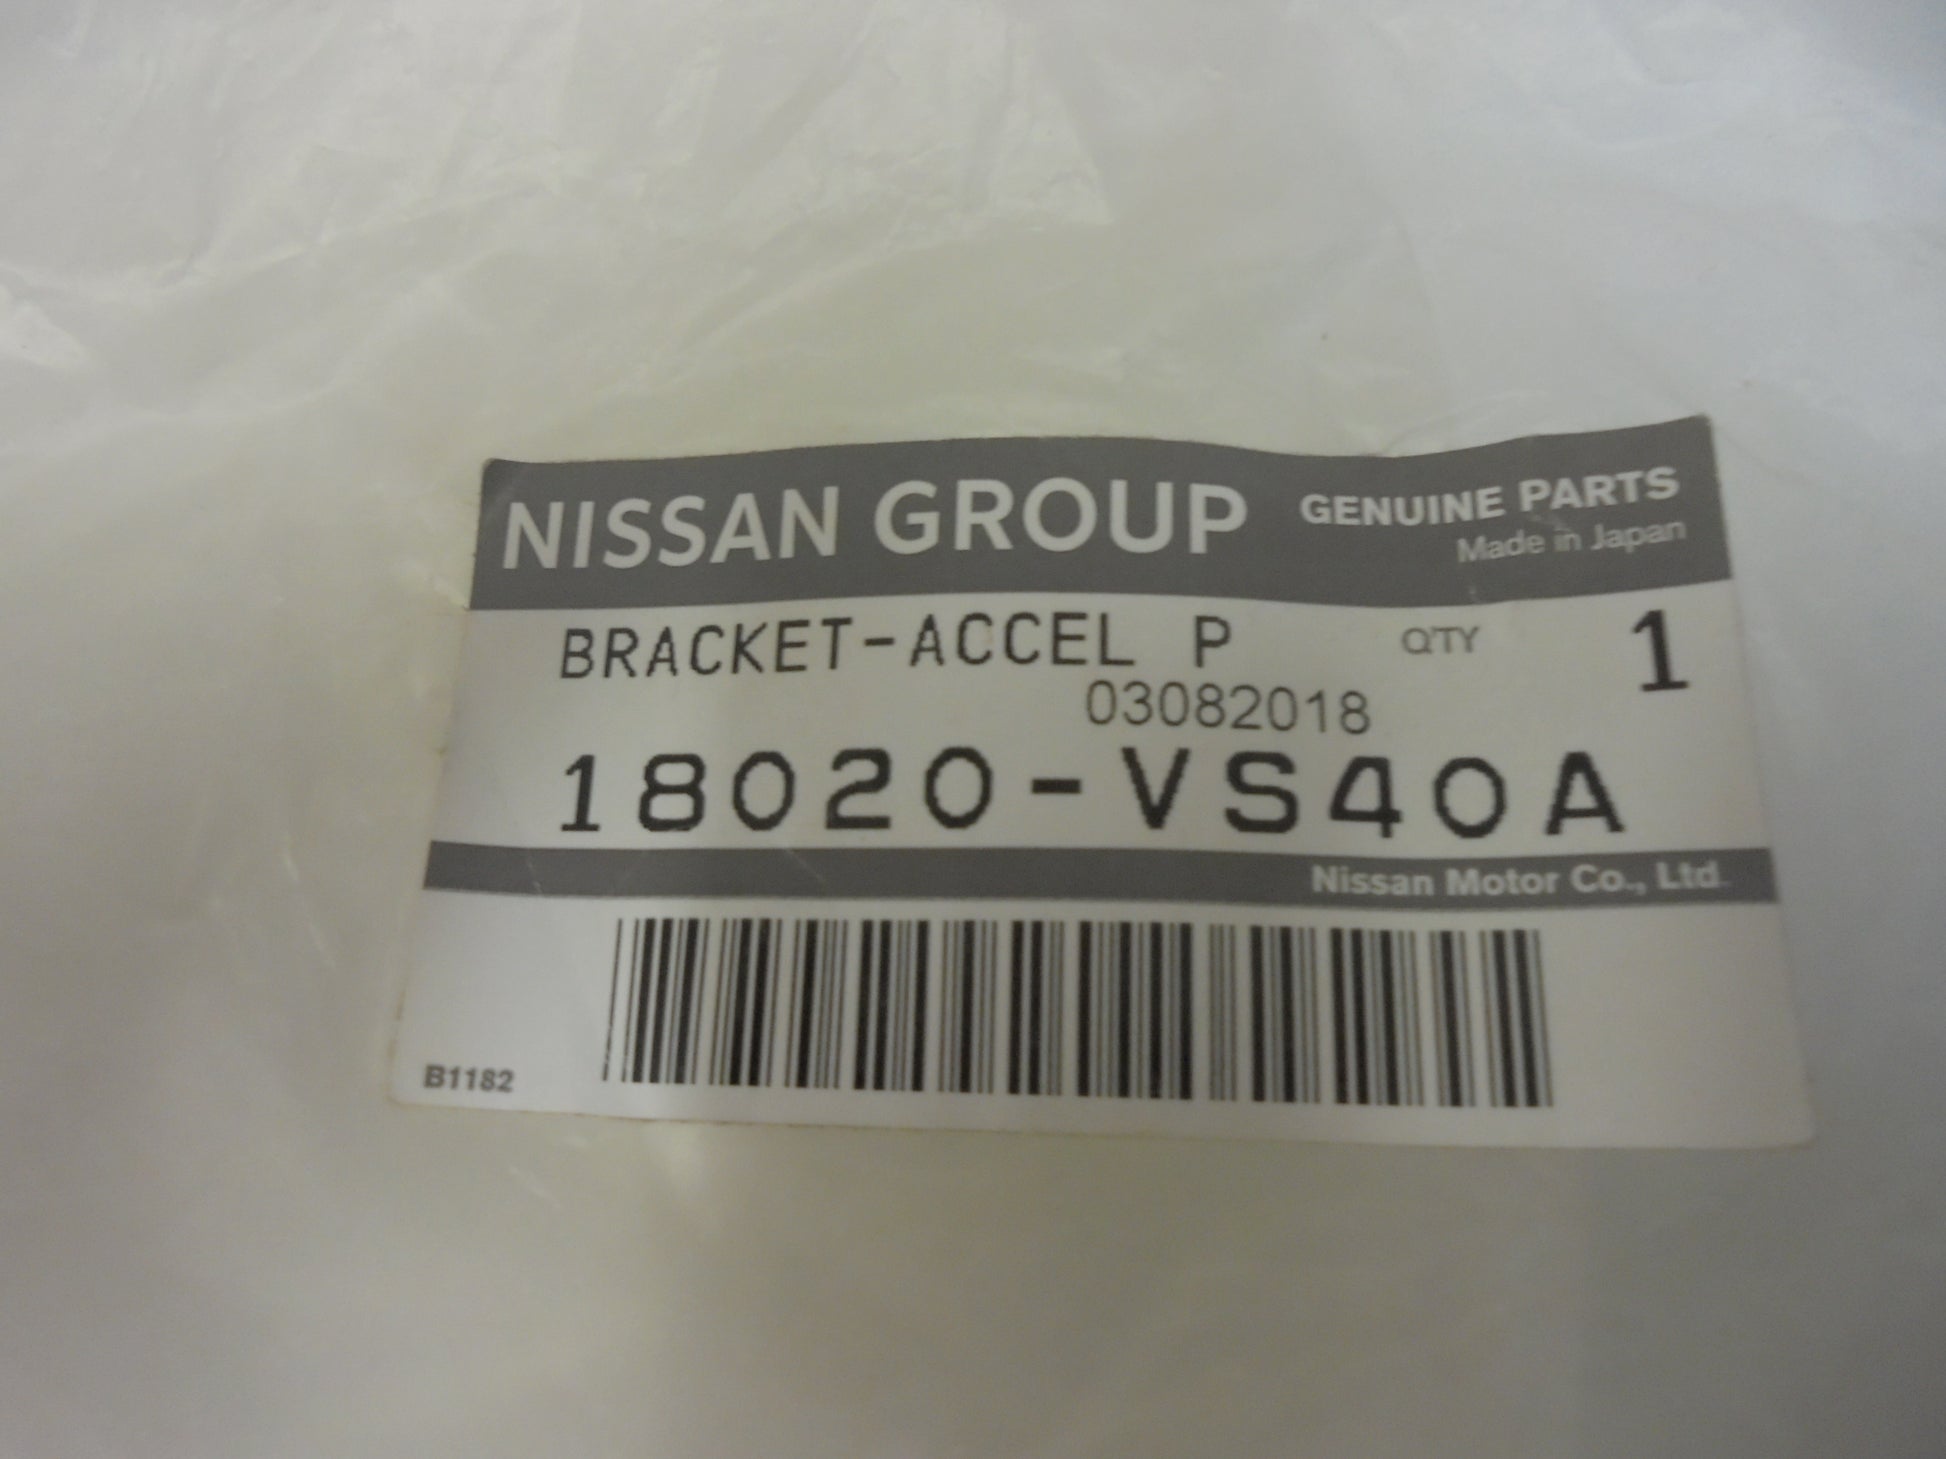 NISSAN GROUP GENUINE PARTS
Made in Japan
BRACKET-ACCEL P QTY 1
03082018
18020-VS40A
Nissan Motor Co., Ltd.
B1182